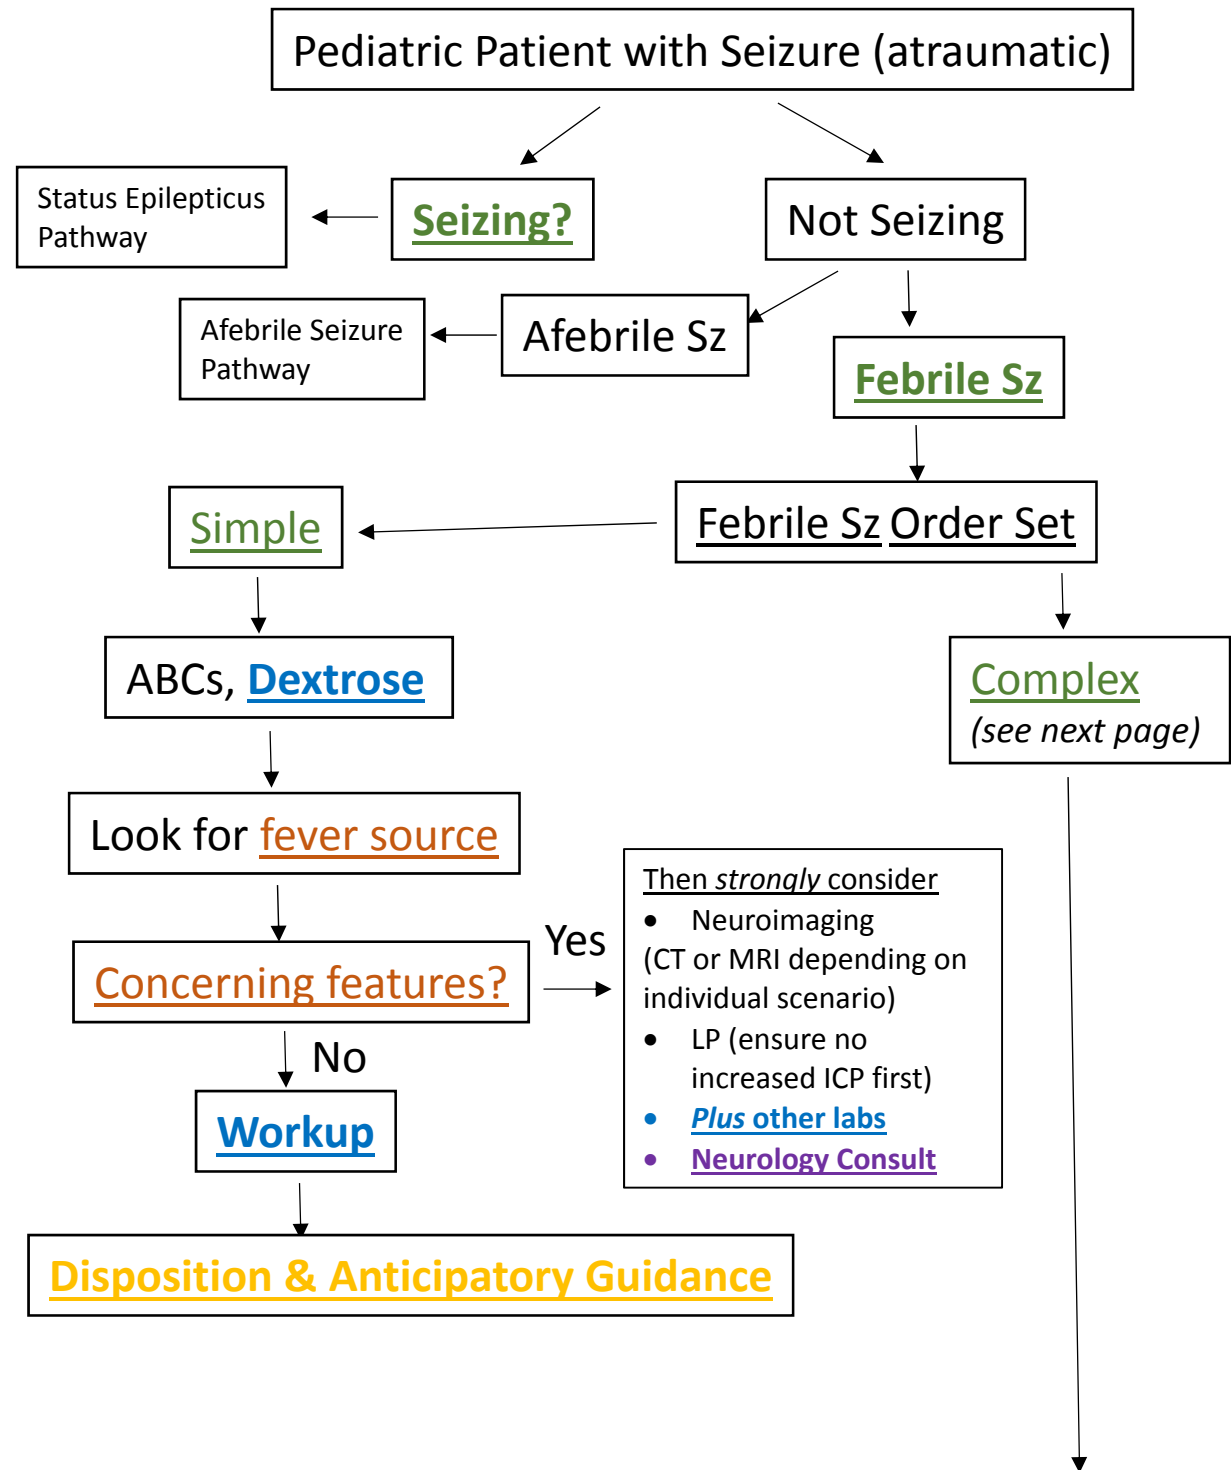 Pediatric Patient with Seizure (atraumatic)
Status Epilepticus
Pathway
Seizing?
Not Seizing
Afebrile Seizure
Pathway
Afebrile Sz
Febrile Sz
Simple
Febrile Sz Order Set
ABCs, Dextrose
Complex
(see next page)
Look for fever source
Concerning features?
Yes
Then strongly consider
• Neuroimaging
(CT or MRI depending on
individual scenario)
• LP (ensure no
increased ICP first)
• Plus other labs
• Neurology Consult
No
Workup
Disposition & Anticipatory Guidance